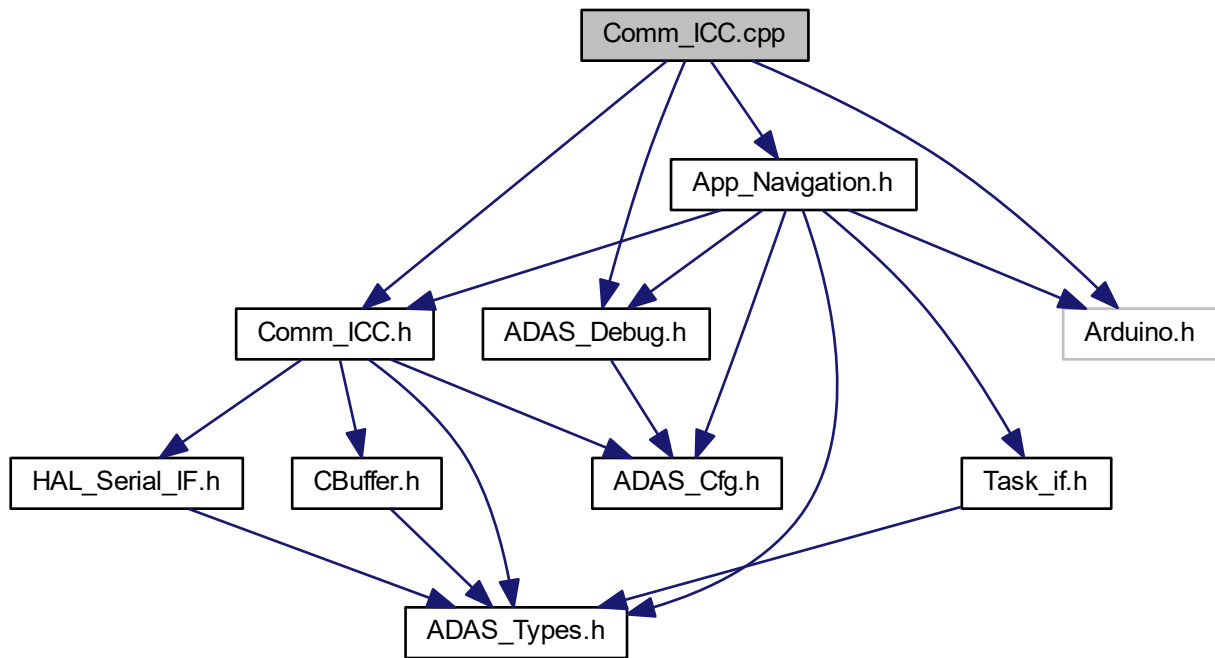 Comm_ICC.cpp
App_Navigation.h
Comm_ICC.h
ADAS_Debug.h
Arduino.h
HAL_Serial_IF.h
CBuffer.h
ADAS_Cfg.h
Task_if.h
ADAS_Types.h